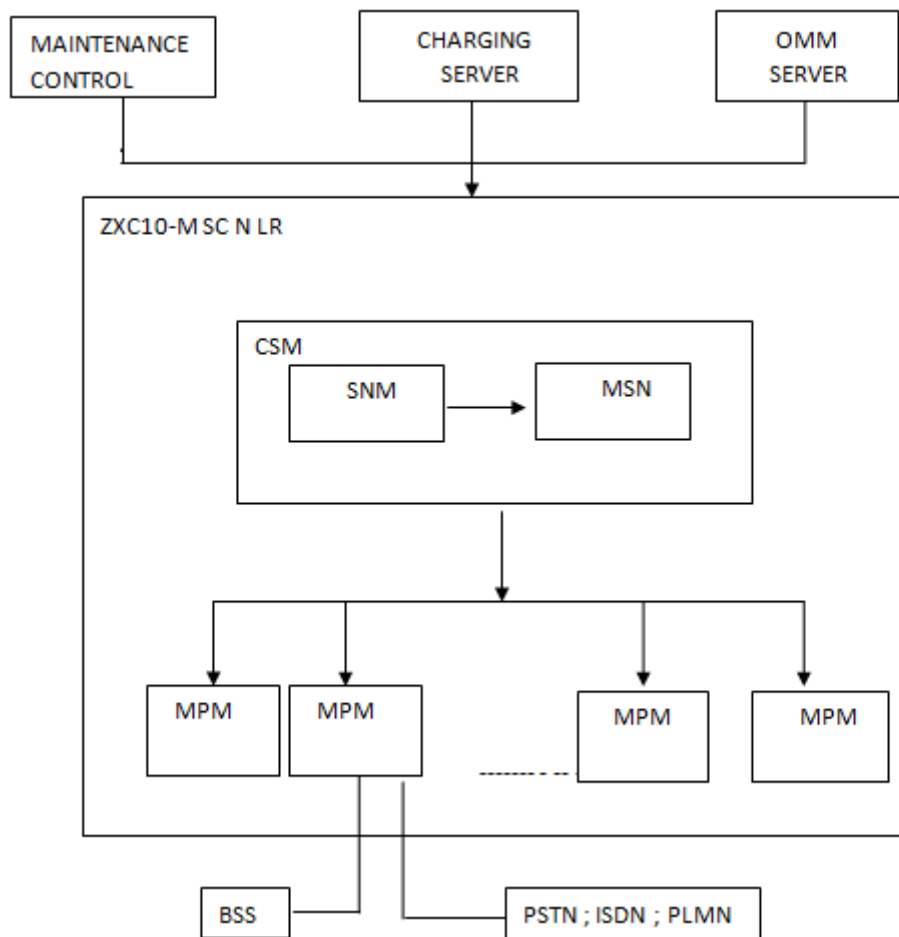 MAINTENANCE
CONTROL
CHARGING
SERVER
OMM
SERVER
ZXC10-M SC N LR
CSM
SNM
MSN
MPM
MPM
MPM
MPM
BSS
PSTN ; ISDN ; PLMN